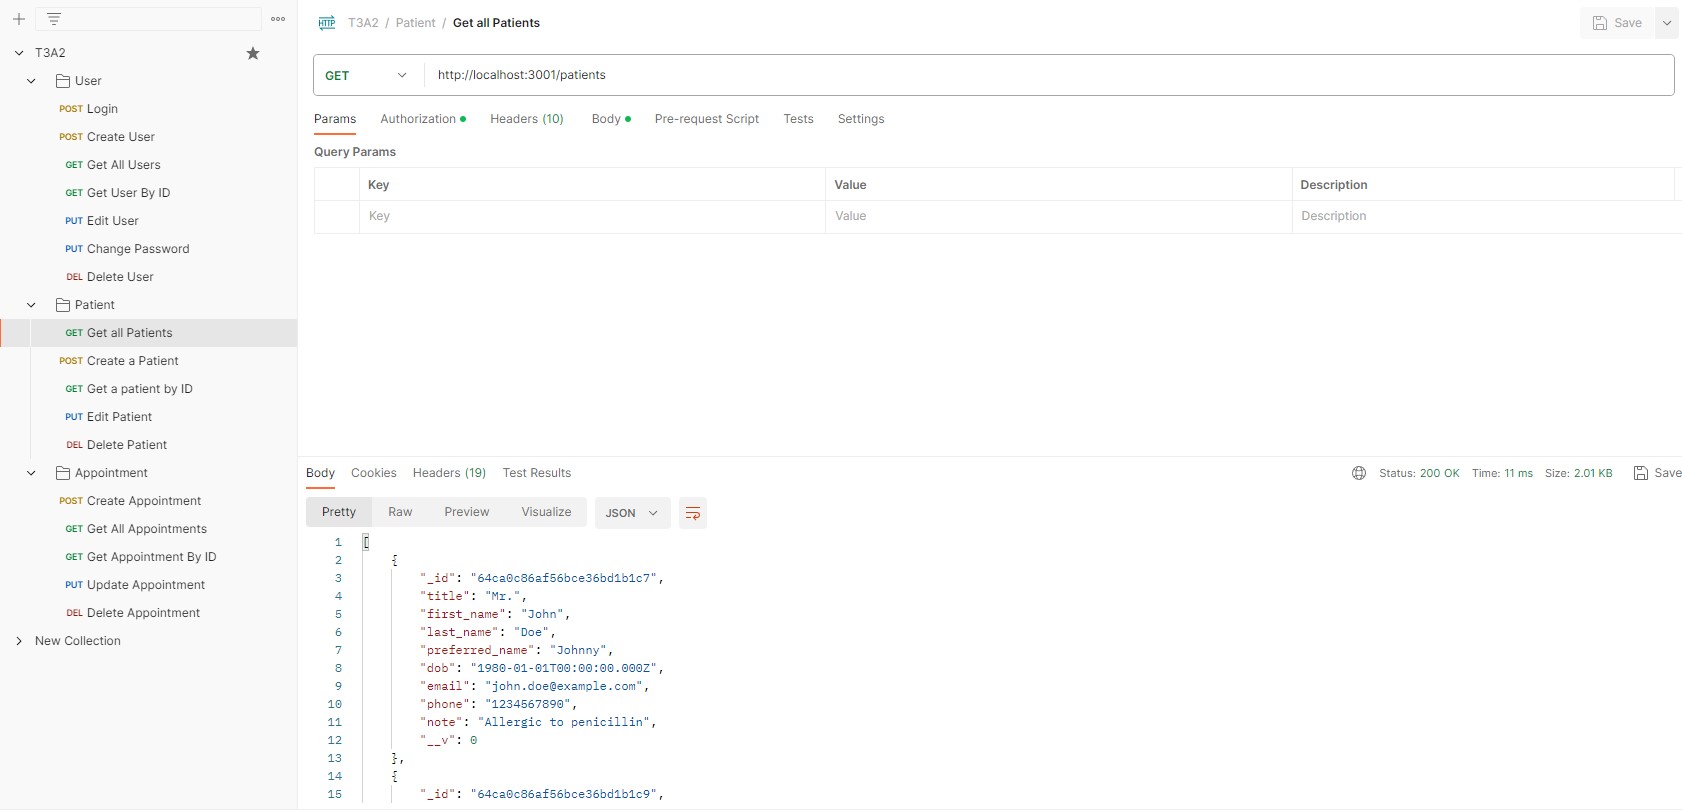 T3A2
User
POST Login
POST Create User
GET Get All Users
GET Get User By ID
PUT Edit User
PUT Change Password
DEL Delete User
Patient
GET Get all Patients
POST Create a Patient
GET Get a patient by ID
PUT Edit Patient
DEL Delete Patient
Appointment
POST Create Appointment
GET Get All Appointments
GET Get Appointment By ID
PUT Update Appointment
DEL Delete Appointment
New Collection
HTTP T3A2 / Patient / Get all Patients Save
GET http://localhost:3001/patients
Params Authorization Headers (10) Body Pre-request Script Tests Settings
Query Params
Key Value Description
Key Value Description
Body Cookies Headers (19) Test Results Status: 200 OK Time: 11 ms Size: 2.01 KB Save
Pretty Raw Preview Visualize JSON
1 [
2 {
3 "_id": "64ca0c86af56bce36bd1b1c7",
4 "title": "Mr.",
5 "first_name": "John",
6 "last_name": "Doe",
7 "preferred_name": "Johnny",
8 "dob": "1980-01-01T00:00:00.000Z",
9 "email": "john.doe@example.com",
10 "phone": "1234567890",
11 "note": "Allergic to penicillin",
12 "__v": 0
13 },
14 {
15 "_id": "64ca0c86af56bce36bd1b1c9",